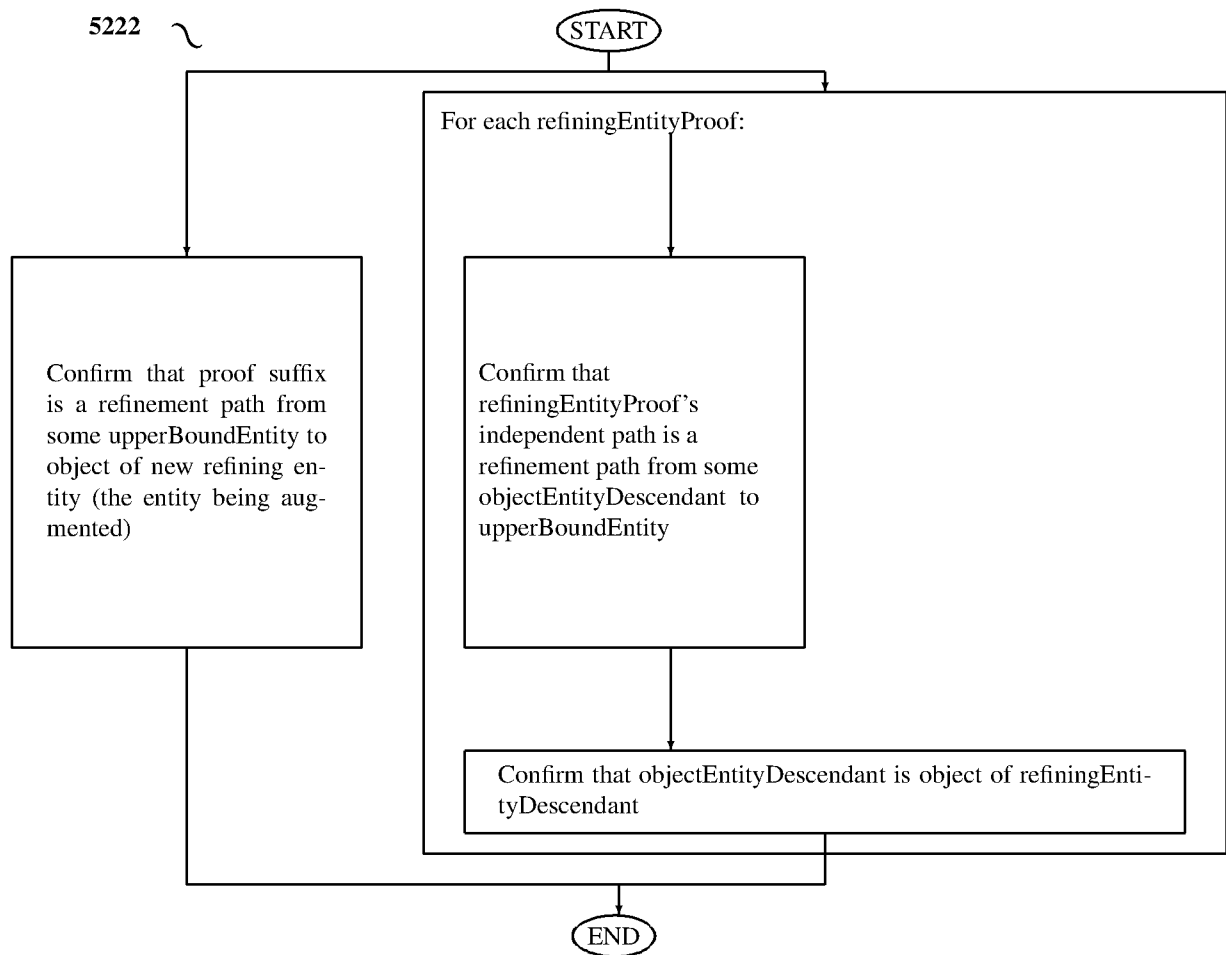 5222
START
For each refiningEntityProof:
Confirm that proof suffix
is a refinement path from
some upperBoundEntity to
object of new refining en-
tity (the entity being aug-
mented)
Confirm that
refiningEntityProof's
independent path is a
refinement path from some
objectEntityDescendant to
upperBoundEntity
Confirm that objectEntityDescendant is object of refiningEnti-
tyDescendant
END